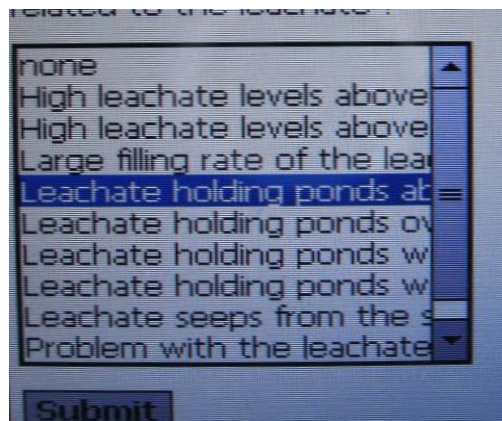 related to the leachate ?
none
High leachate levels above
High leachate levels above
Large filling rate of the lea
Leachate holding ponds ab
Leachate holding ponds ov
Leachate holding ponds w
Leachate holding ponds w
Leachate seeps from the s
Problem with the leachate
Submit